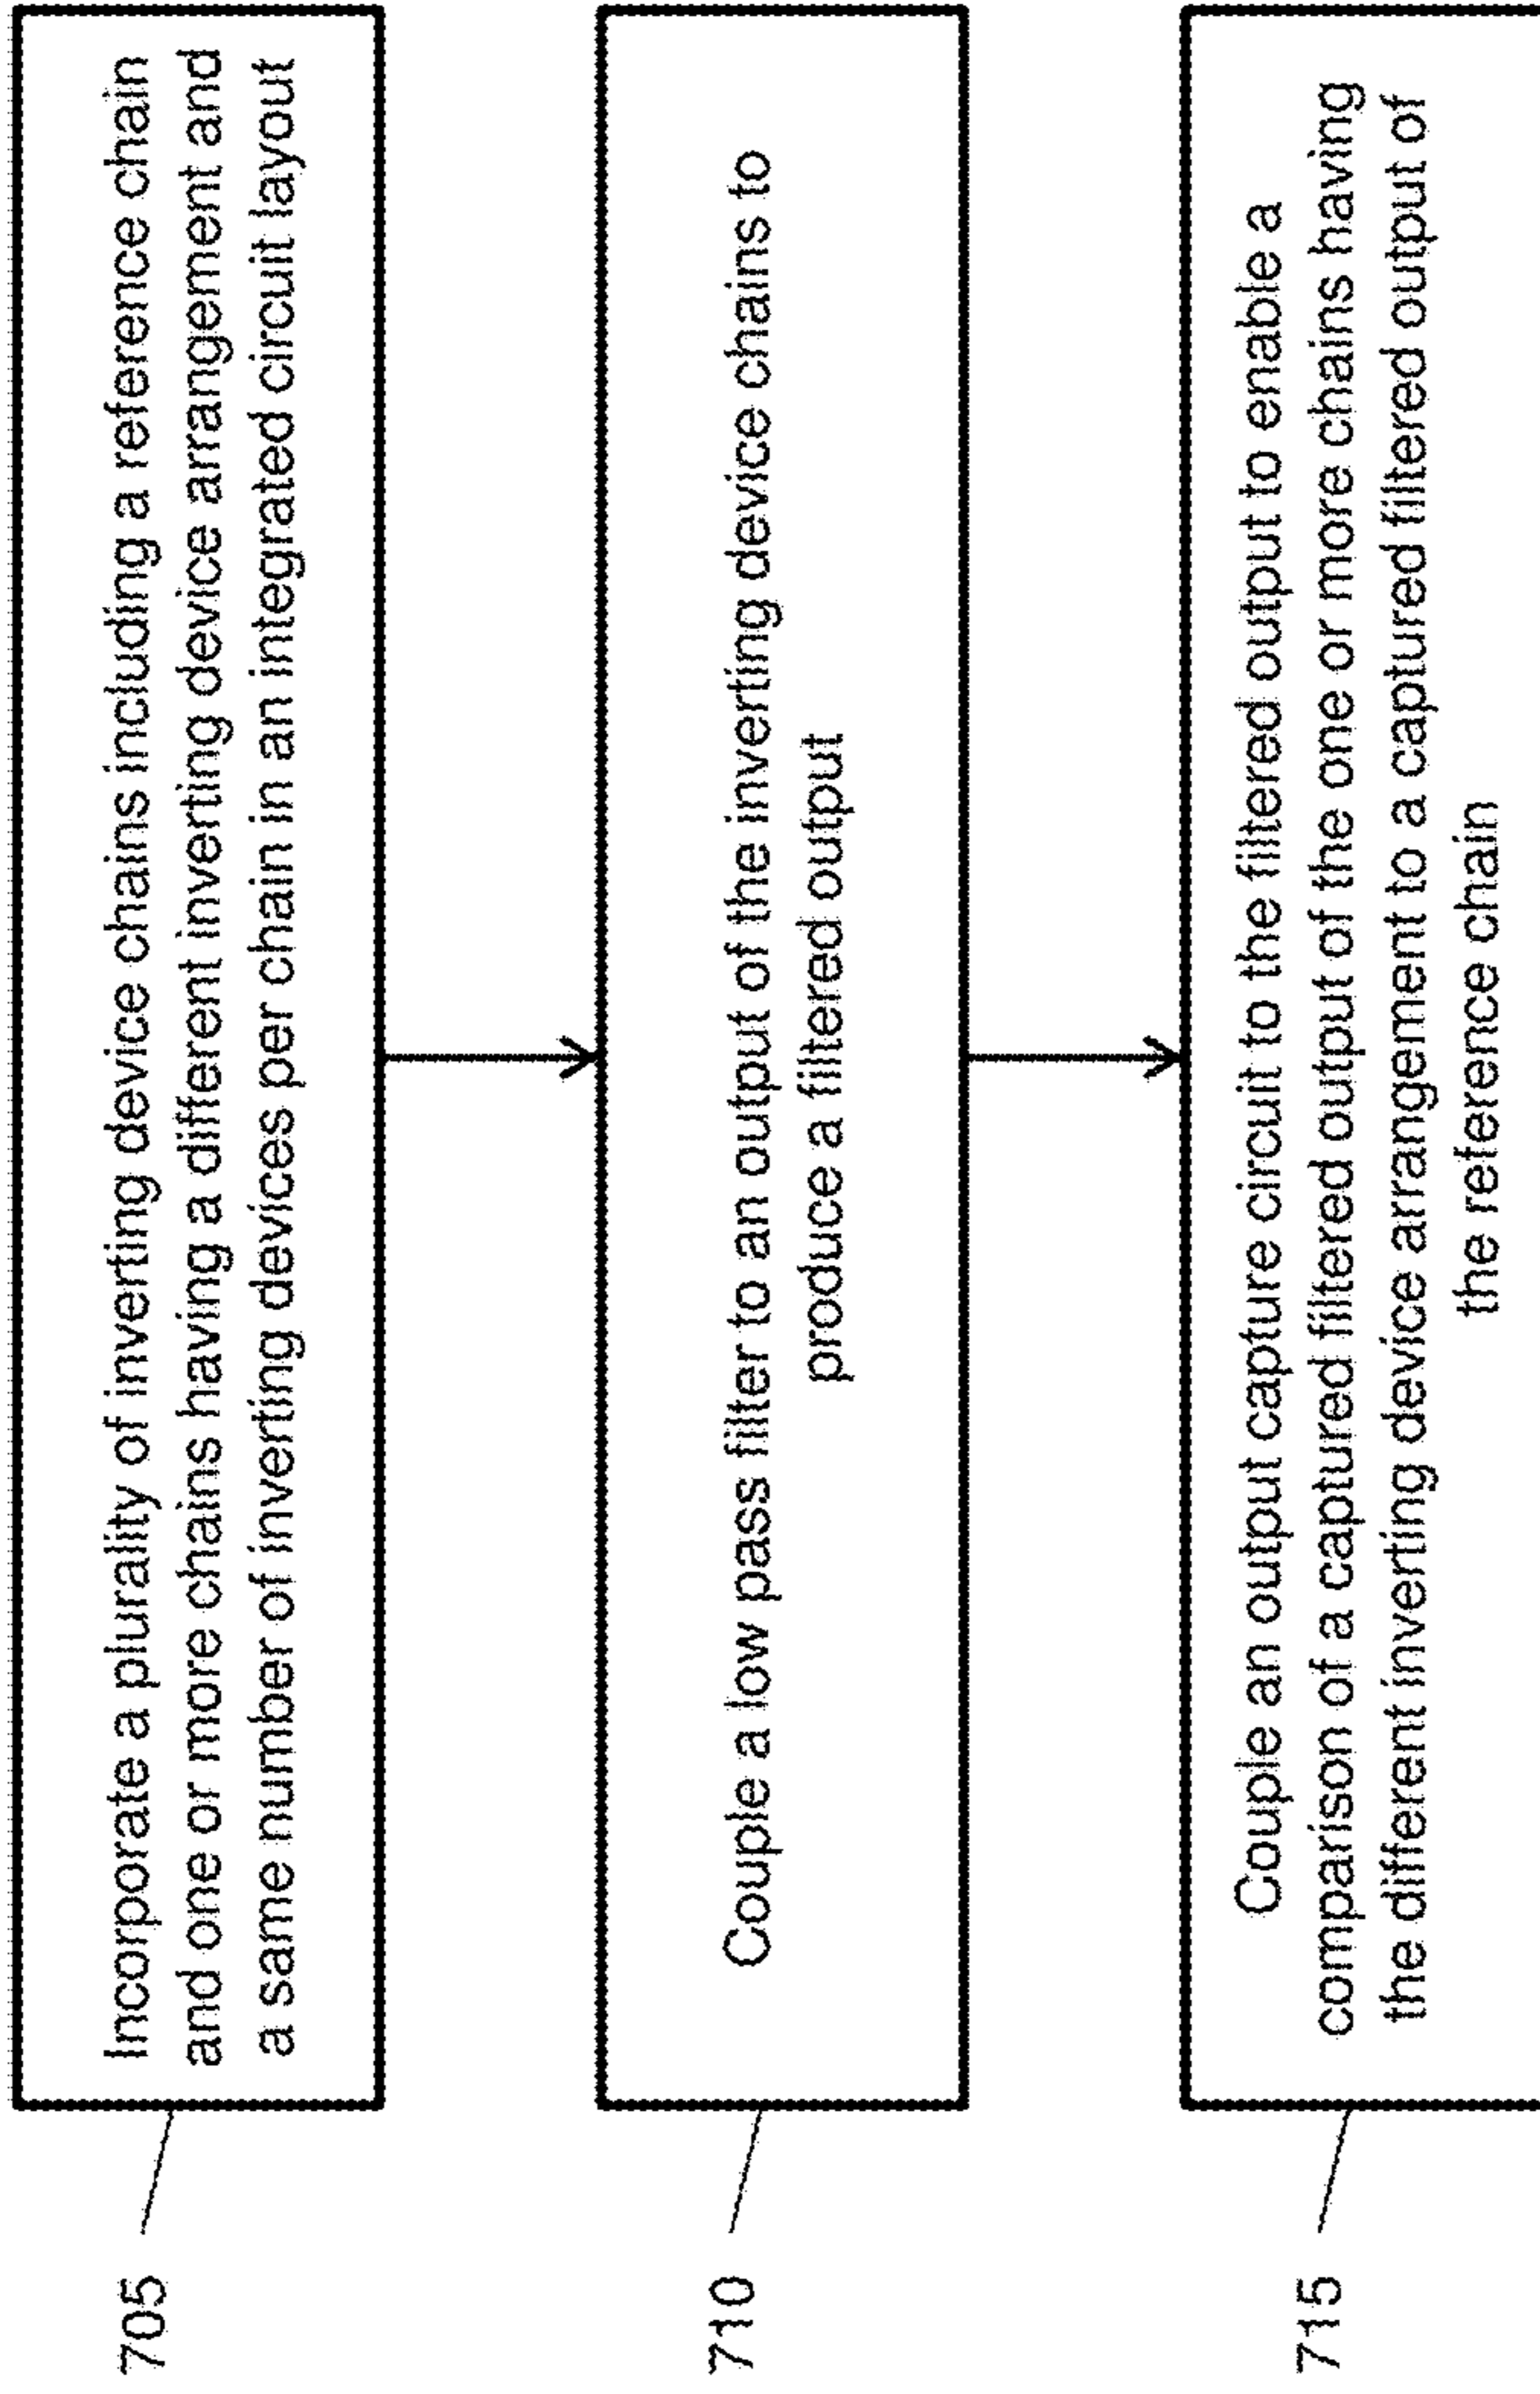 705
Incorporate a plurality of inverting device chains including a reference chain
and one or more chains having a different inverting device arrangement and
a same number of inverting devices per chain in an integrated circuit layout
710
Couple a low pass filter to an output of the inverting device chains to
produce a filtered output
715
Couple an output capture circuit to the filtered output to enable a
comparison of a captured filtered output of the one or more chains having
the different inverting device arrangement to a captured filtered output of
the reference chain